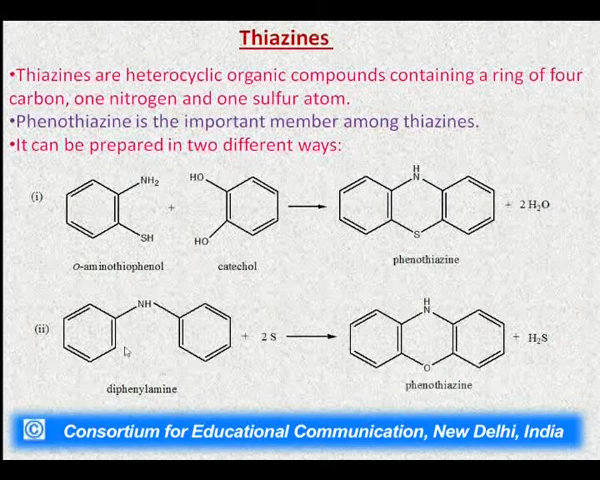 Thiazines
•Thiazines are heterocyclic organic compounds containing a ring of four
carbon, one nitrogen and one sulfur atom.
•Phenothiazine is the important member among thiazines.
•It can be prepared in two different ways:
(i) NH2 SH + HO HO H N S + 2 H2O
O-aminothiophenol catechol phenothiazine
(ii) NH + 2 S H N O + H2S
diphenylamine phenothiazine
© Consortium for Educational Communication, New Delhi, India